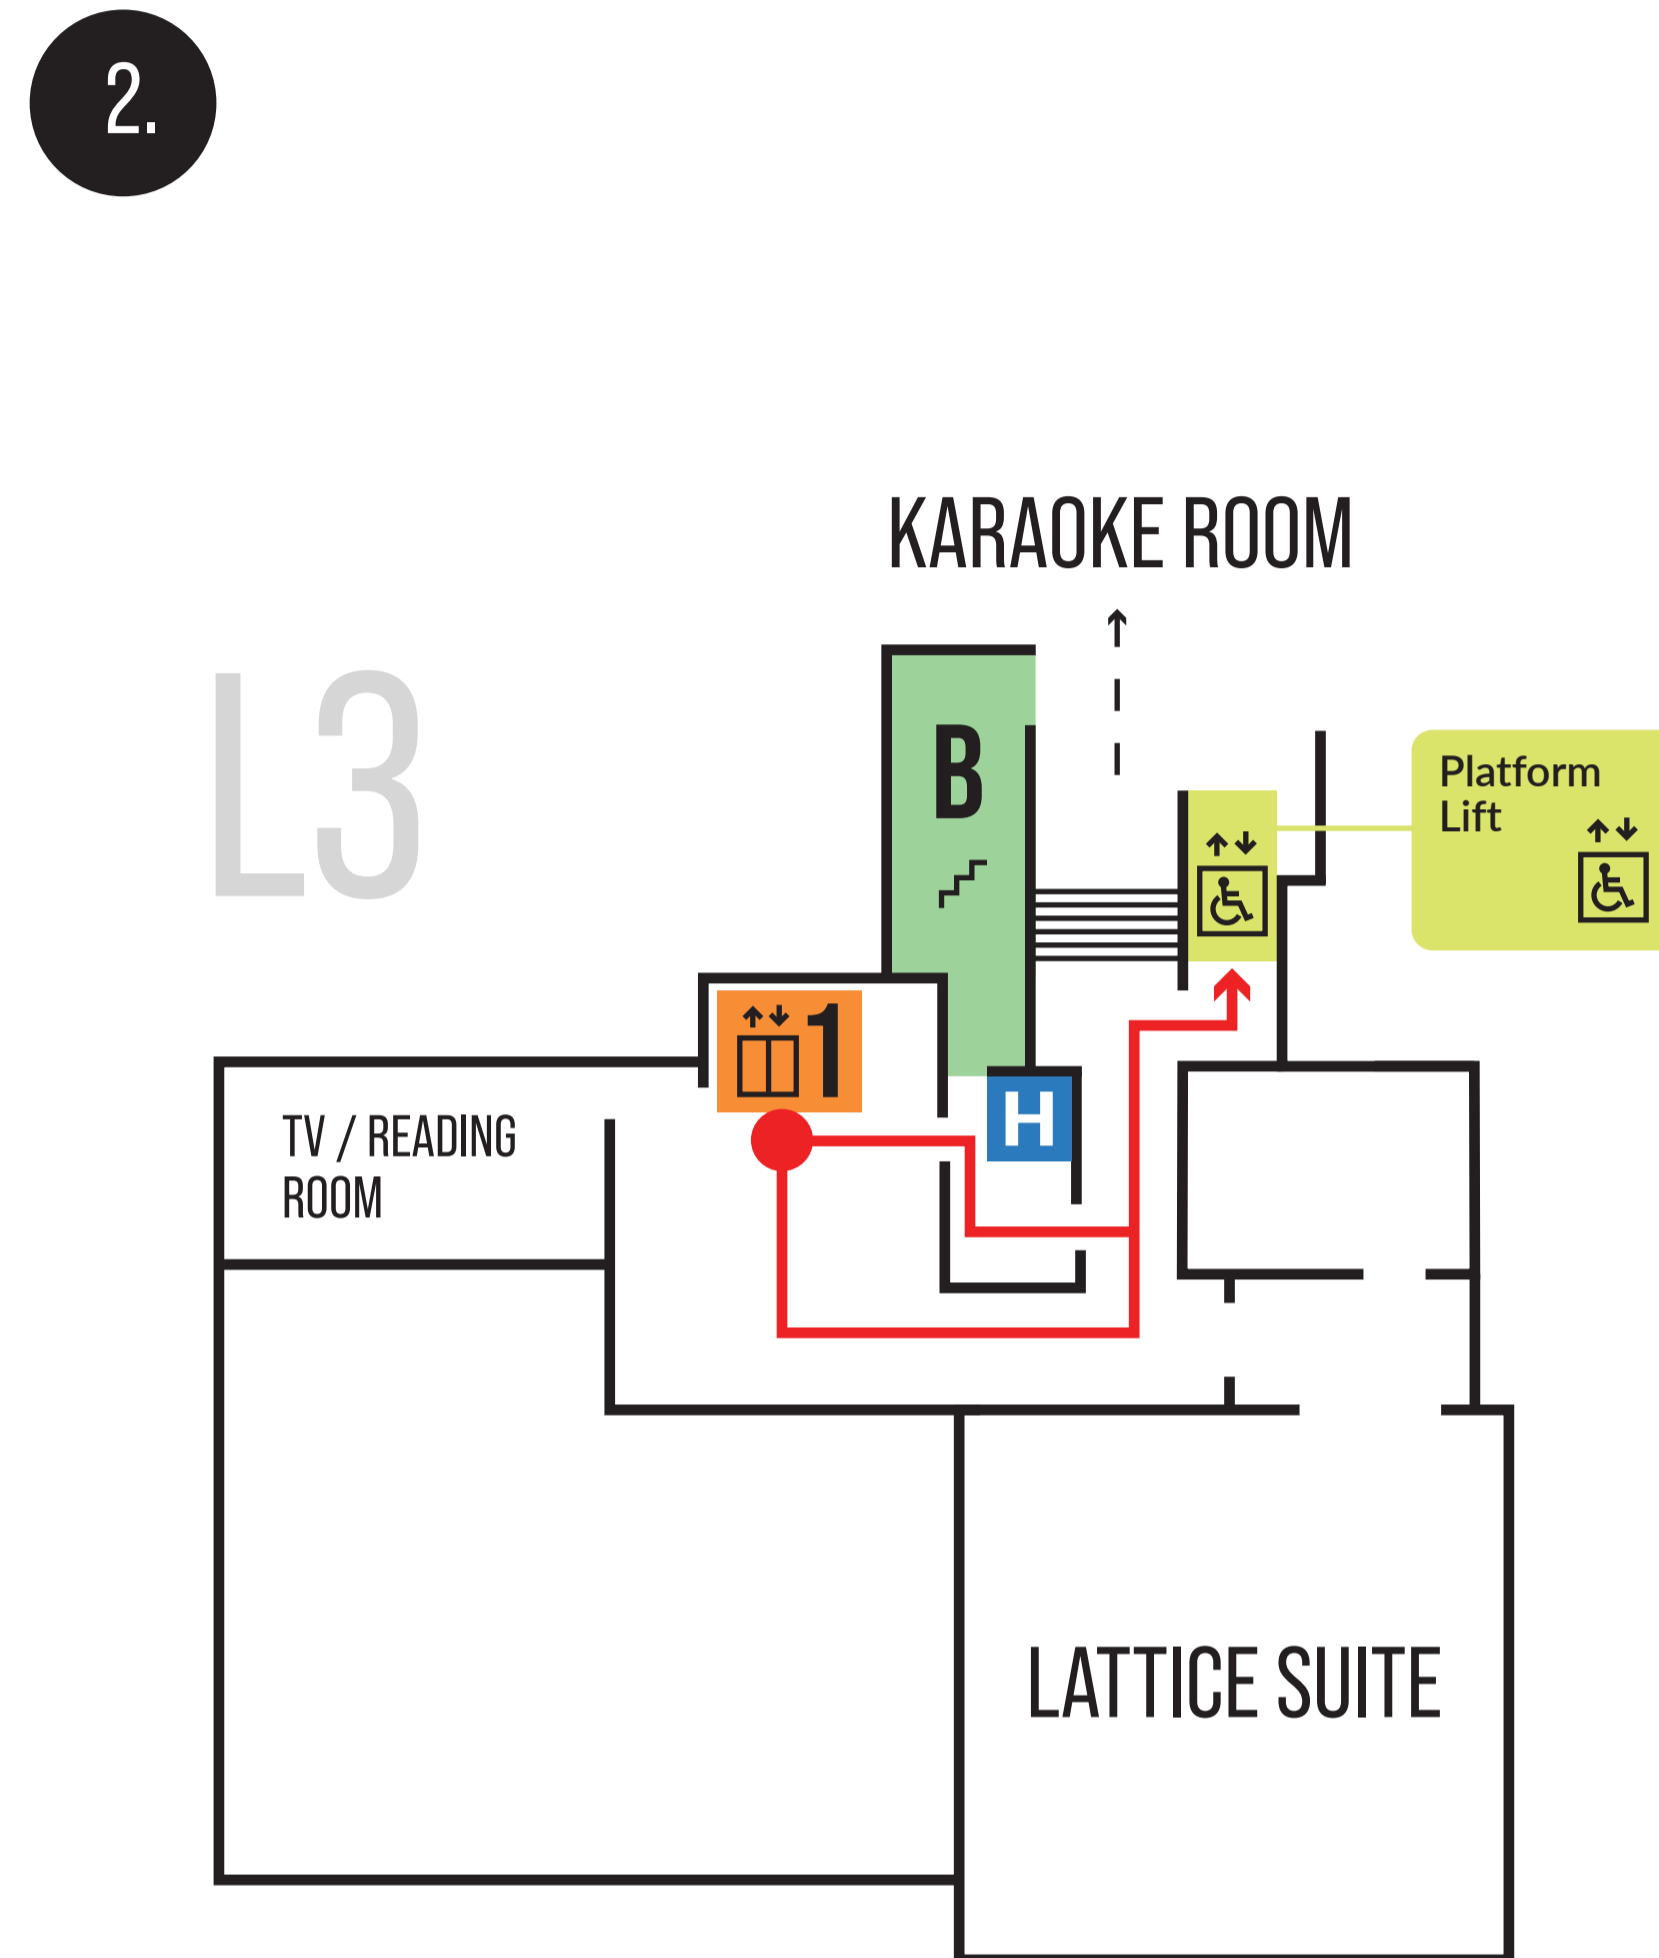 2.
KARAOKE ROOM
L3
B
Platform
Lift
1
H
TV / READING
ROOM
LATTICE SUITE